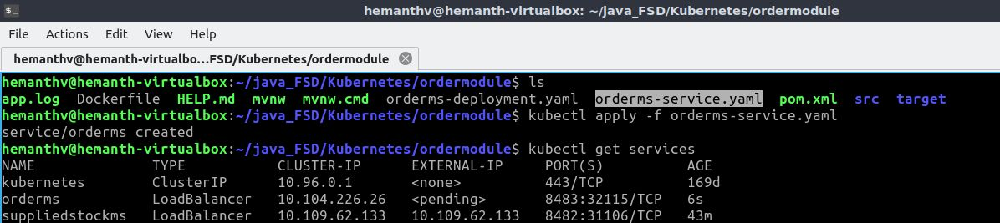 hemanthv@hemanth-virtualbox: ~/java_FSD/Kubernetes/ordermodule
File Actions Edit View Help
hemanthv@hemanth-virtualbo...FSD/Kubernetes/ordermodule
hemanthv@hemanth-virtualbox:~/java_FSD/Kubernetes/ordermodule$ ls
app.log Dockerfile HELP.md mvnw mvnw.cmd orderms-deployment.yaml orderms-service.yaml pom.xml src target
hemanthv@hemanth-virtualbox:~/java_FSD/Kubernetes/ordermodule$ kubectl apply -f orderms-service.yaml
service/orderms created
hemanthv@hemanth-virtualbox:~/java_FSD/Kubernetes/ordermodule$ kubectl get services
NAME TYPE CLUSTER-IP EXTERNAL-IP PORT(S) AGE
kubernetes ClusterIP 10.96.0.1 <none> 443/TCP 169d
orderms LoadBalancer 10.104.226.26 <pending> 8483:32115/TCP 6s
suppliedstockms LoadBalancer 10.109.62.133 10.109.62.133 8482:31106/TCP 43m